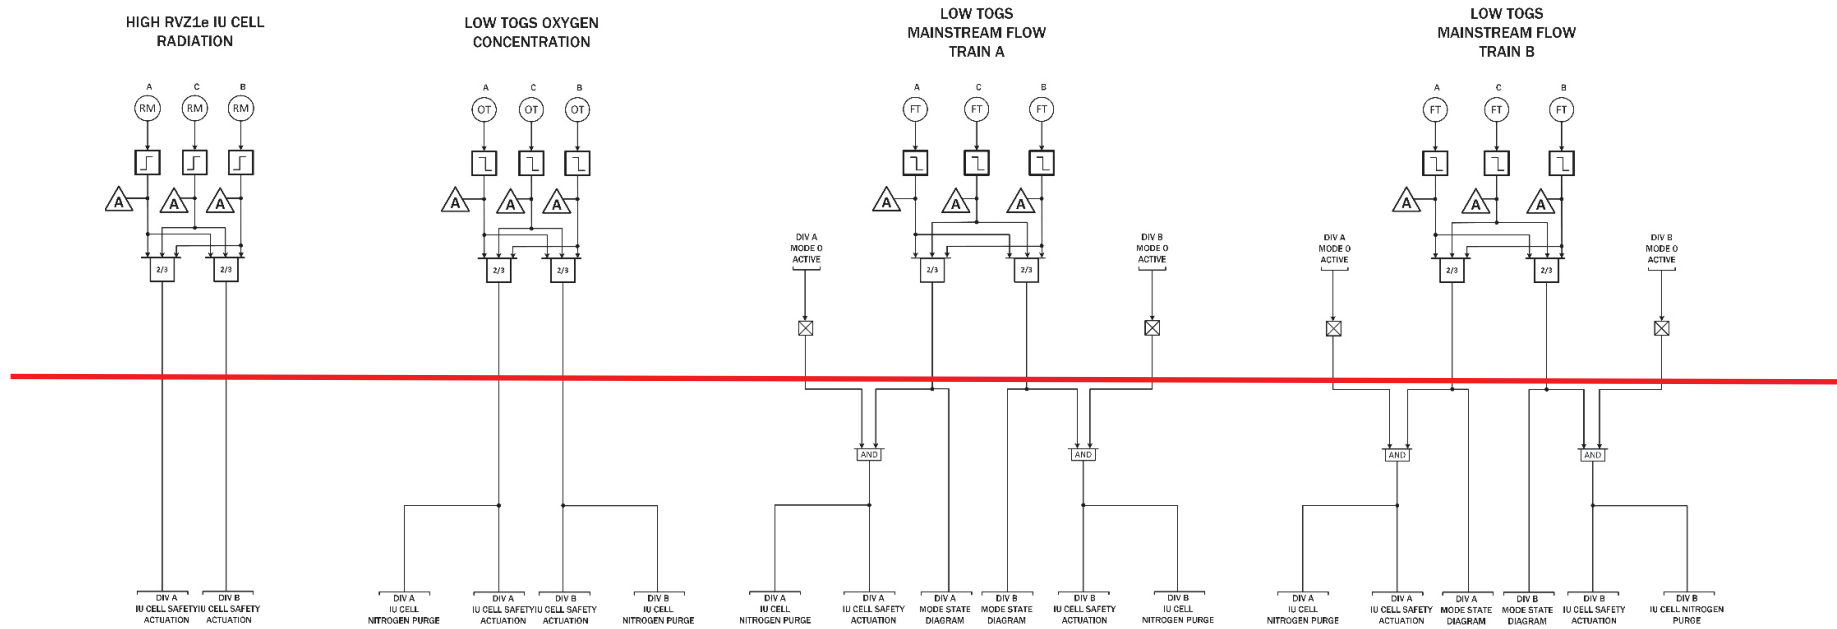 HIGH RVZ1e IU CELL
RADIATION
LOW TOGS OXYGEN
CONCENTRATION
LOW TOGS
MAINSTREAM FLOW
TRAIN A
LOW TOGS
MAINSTREAM FLOW
TRAIN B
A C B
RM RM RM
A C B
OT OT OT
A C B
FT FT FT
A C B
FT FT FT
A A A
A A A
A A A
A A A
DIV A
MODE 0
ACTIVE
DIV B
MODE 0
ACTIVE
DIV A
MODE 0
ACTIVE
DIV B
MODE 0
ACTIVE
2/3 2/3
2/3 2/3
2/3 2/3
2/3 2/3
AND AND
AND AND
DIV A
IU CELL SAFETY
ACTUATION
DIV B
IU CELL SAFETY
ACTUATION
DIV A
IU CELL
NITROGEN PURGE
DIV A
IU CELL SAFETY
ACTUATION
DIV B
IU CELL SAFETY
ACTUATION
DIV B
IU CELL
NITROGEN PURGE
DIV A
IU CELL
NITROGEN PURGE
DIV A
IU CELL SAFETY
ACTUATION
DIV A
MODE STATE
DIAGRAM
DIV B
MODE STATE
DIAGRAM
DIV B
IU CELL SAFETY
ACTUATION
DIV B
IU CELL
NITROGEN PURGE
DIV A
IU CELL
NITROGEN PURGE
DIV A
IU CELL SAFETY
ACTUATION
DIV A
MODE STATE
DIAGRAM
DIV B
MODE STATE
DIAGRAM
DIV B
IU CELL SAFETY
ACTUATION
DIV B
IU CELL NITROGEN
PURGE